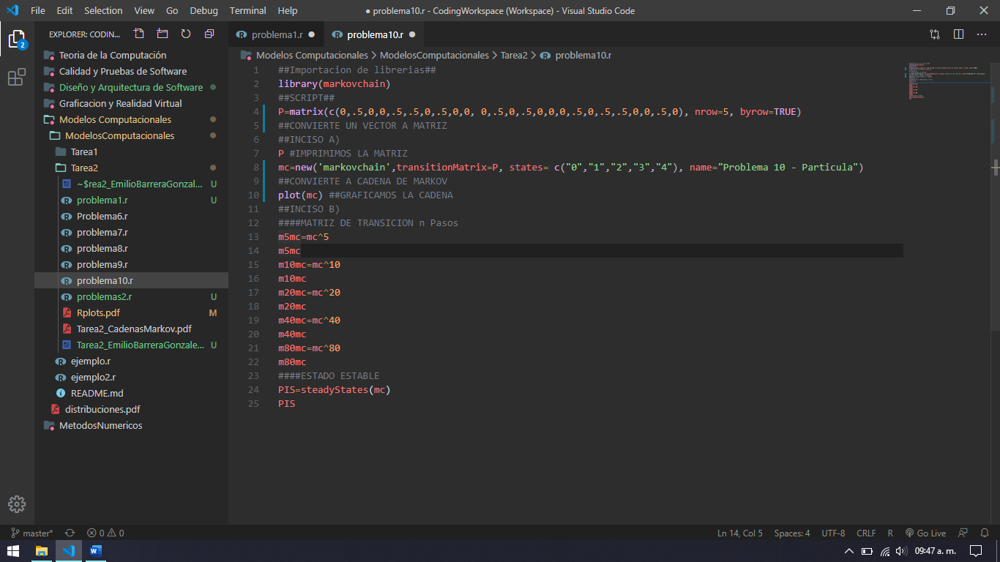 File Edit Selection View Go Debug Terminal Help
● problema10.r - CodingWorkspace (Workspace) - Visual Studio Code
2
EXPLORER: CODIN...
Teoria de la Computación
Calidad y Pruebas de Software
Diseño y Arquitectura de Software
Graficacion y Realidad Virtual
Modelos Computacionales
ModelosComputacionales
Tarea1
Tarea2
~$rea2_EmilioBarreraGonzal... U
problema1.r U
Problema6.r
problema7.r
problema8.r
problema9.r
problema10.r
problemas2.r U
Rplots.pdf M
Tarea2_CadenasMarkov.pdf
Tarea2_EmilioBarreraGonzale... U
ejemplo.r
ejemplo2.r
README.md
distribuciones.pdf
MetodosNumericos
problema1.r ● problema10.r ●
Modelos Computacionales > ModelosComputacionales > Tarea2 > problema10.r
1 ##Importacion de librerias##
2 library(markovchain)
3 ##SCRIPT##
4 P=matrix(c(0,.5,0,0,.5,.5,0,.5,0,0, 0,.5,0,.5,0,0,0,.5,0,.5,.5,0,0,.5,0), nrow=5, byrow=TRUE)
5 ##CONVIERTE UN VECTOR A MATRIZ
6 ##INCISO A)
7 P #IMPRIMIMOS LA MATRIZ
8 mc=new('markovchain',transitionMatrix=P, states= c("0","1","2","3","4"), name="Problema 10 - Particula")
9 ##CONVIERTE A CADENA DE MARKOV
10 plot(mc) ##GRAFICAMOS LA CADENA
11 ##INCISO B)
12 ####MATRIZ DE TRANSICION n Pasos
13 m5mc=mc^5
14 m5mc
15 m10mc=mc^10
16 m10mc
17 m20mc=mc^20
18 m20mc
19 m40mc=mc^40
20 m40mc
21 m80mc=mc^80
22 m80mc
23 ####ESTADO ESTABLE
24 PIS=steadyStates(mc)
25 PIS
master* 0 0 Ln 14, Col 5 Spaces: 4 UTF-8 CRLF R Go Live
09:47 a. m.